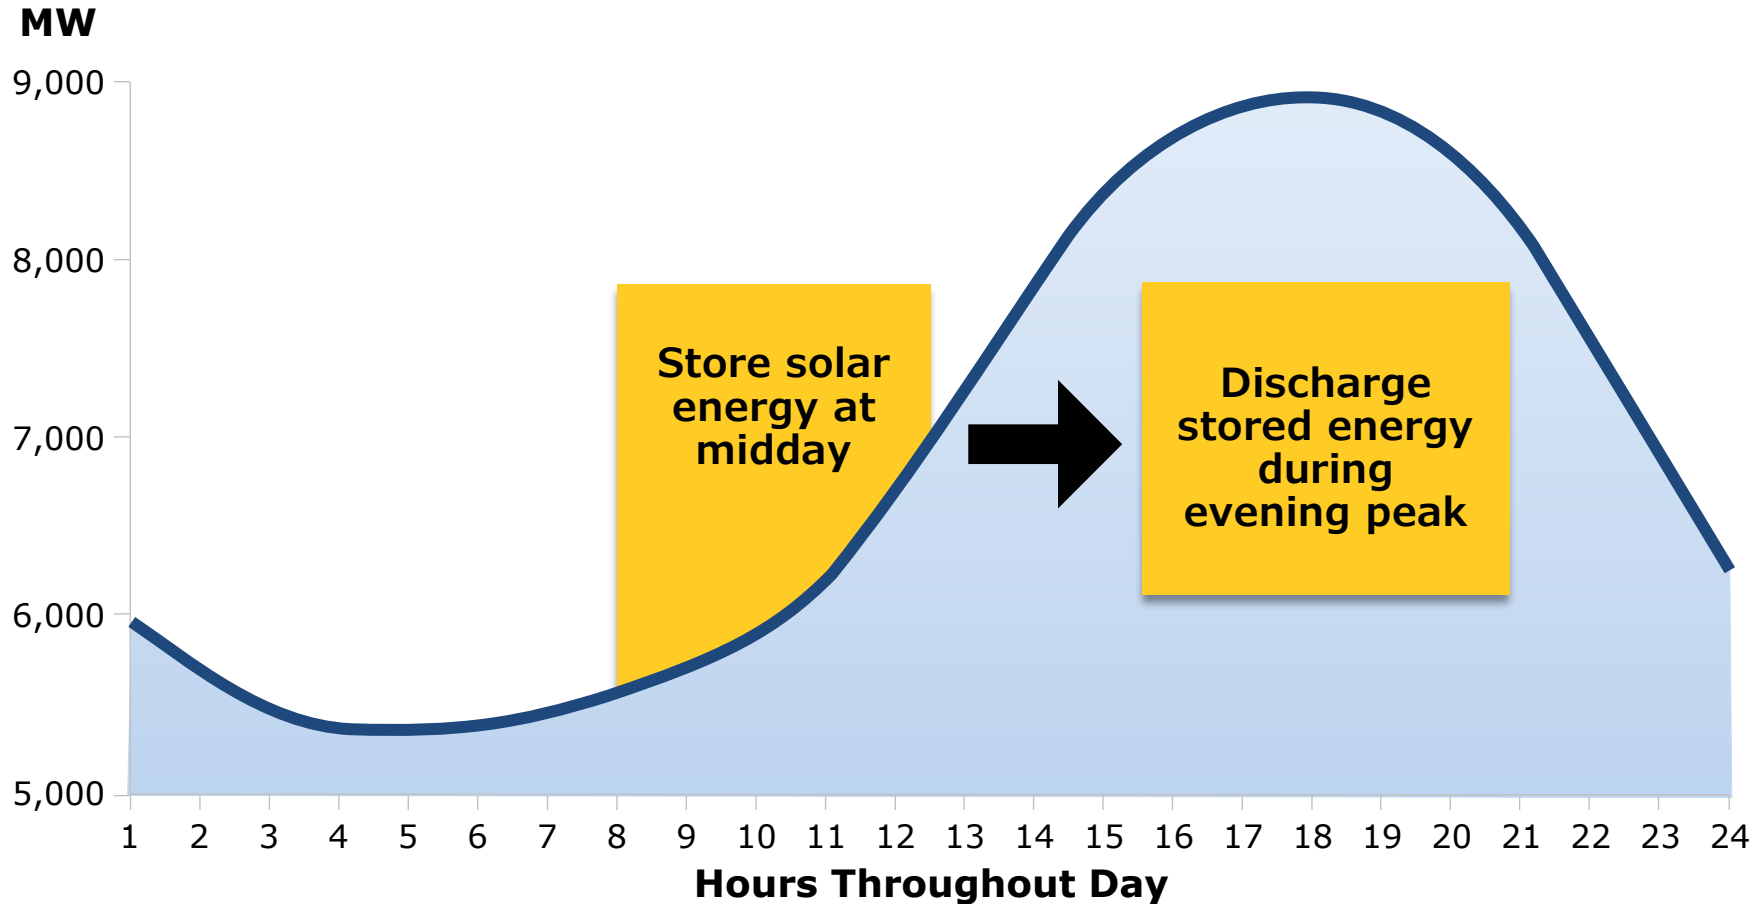 MW
9,000
8,000
7,000
6,000
5,000
Store solar
energy at
midday
Discharge
stored energy
during
evening peak
1 2 3 4 5 6 7 8 9 10 11 12 13 14 15 16 17 18 19 20 21 22 23 24
Hours Throughout Day